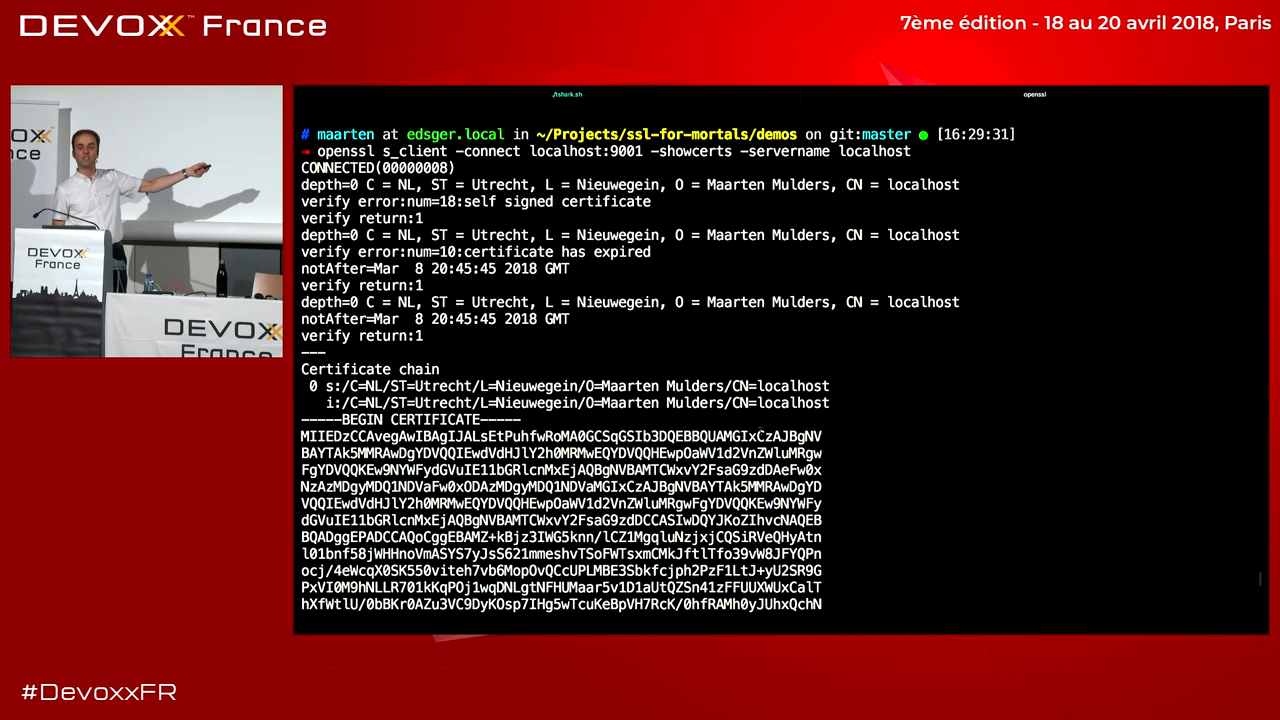 DEVOXX™ France
7ème édition - 18 au 20 avril 2018, Paris
./tshark.sh
openssl
# maarten at edsger.local in ~/Projects/ssl-for-mortals/demos on git:master ● [16:29:31]
→ openssl s_client -connect localhost:9001 -showcerts -servername localhost
CONNECTED(00000008)
depth=0 C = NL, ST = Utrecht, L = Nieuwegein, O = Maarten Mulders, CN = localhost
verify error:num=18:self signed certificate
verify return:1
depth=0 C = NL, ST = Utrecht, L = Nieuwegein, O = Maarten Mulders, CN = localhost
verify error:num=10:certificate has expired
notAfter=Mar  8 20:45:45 2018 GMT
verify return:1
depth=0 C = NL, ST = Utrecht, L = Nieuwegein, O = Maarten Mulders, CN = localhost
notAfter=Mar  8 20:45:45 2018 GMT
verify return:1
---
Certificate chain
 0 s:/C=NL/ST=Utrecht/L=Nieuwegein/O=Maarten Mulders/CN=localhost
   i:/C=NL/ST=Utrecht/L=Nieuwegein/O=Maarten Mulders/CN=localhost
-----BEGIN CERTIFICATE-----
MIIEDzCCAvegAwIBAgIJALsEtPuhfwRoMA0GCSqGSIb3DQEBBQUAMGIxCzAJBgNV
BAYTAk5MMRAwDgYDVQQIEwdVdHJlY2h0MRMwEQYDVQQHEwpOaWV1d2VnZWluMRgw
FgYDVQQKEw9NYWFydGVuIE11bGRlcnMxEjAQBgNVBAMTCWxvY2FsaG9zdDAeFw0x
NzAzMDgyMDQ1NDVaFw0xODAzMDgyMDQ1NDVaMGIxCzAJBgNVBAYTAk5MMRAwDgYD
VQQIEwdVdHJlY2h0MRMwEQYDVQQHEwpOaWV1d2VnZWluMRgwFgYDVQQKEw9NYWFy
dGVuIE11bGRlcnMxEjAQBgNVBAMTCWxvY2FsaG9zdDCCASIwDQYJKoZIhvcNAQEB
BQADggEPADCCAQoCggEBAMZ+kBjz3IWG5knn/lCZ1MgqluNzjxjCQSiRVeQHyAtn
l01bnf58jWHHnoVmASYS7yJsS621mmeshvTSoFWTsxmCMkJftlTfo39vW8JFYQPn
ocj/4eWcqX0SK550viteh7vb6MopOvQCcUPLMBE3Sbkfcjph2PzF1LtJ+yU2SR9G
PxVI0M9hNLLR701kKqPOj1wqDNLgtNFHUMaar5v1D1aUtQZSn41zFFUUXWUxCalT
hXfWtlU/0bBKr0AZu3VC9DyKOsp7IHg5wTcuKeBpVH7RcK/0hfRAMh0yJUhxQchN
DEVOXX
France
DEVOXX
France
#DevoxxFR